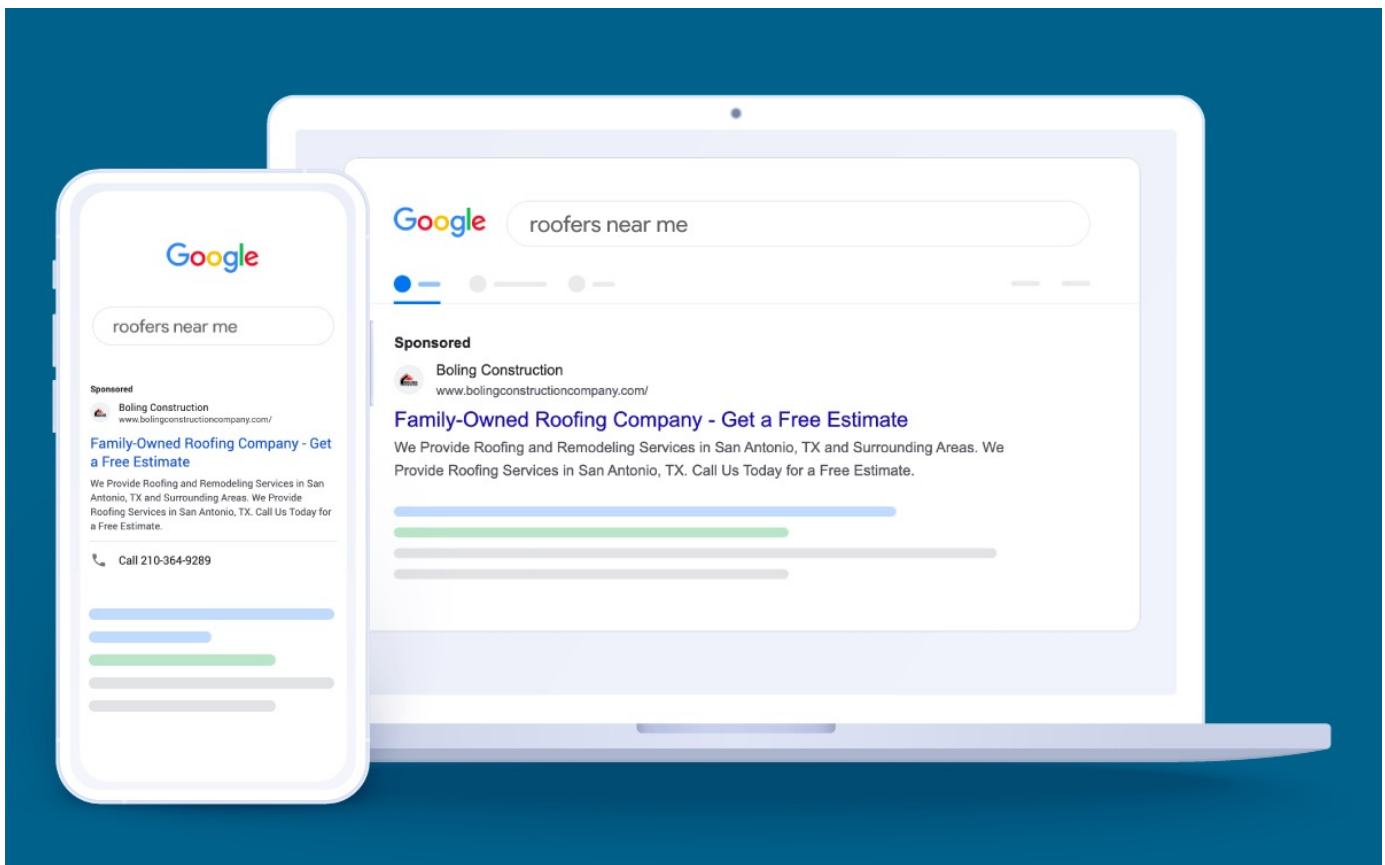 Google
roofers near me
Sponsored
Boling Construction
www.bolingconstructioncompany.com/
Family-Owned Roofing Company - Get
a Free Estimate
We Provide Roofing and Remodeling Services in San
Antonio, TX and Surrounding Areas. We Provide
Roofing Services in San Antonio, TX. Call Us Today for
a Free Estimate.
Call 210-364-9289
Google
roofers near me
Sponsored
Boling Construction
www.bolingconstructioncompany.com/
Family-Owned Roofing Company - Get a Free Estimate
We Provide Roofing and Remodeling Services in San Antonio, TX and Surrounding Areas. We
Provide Roofing Services in San Antonio, TX. Call Us Today for a Free Estimate.